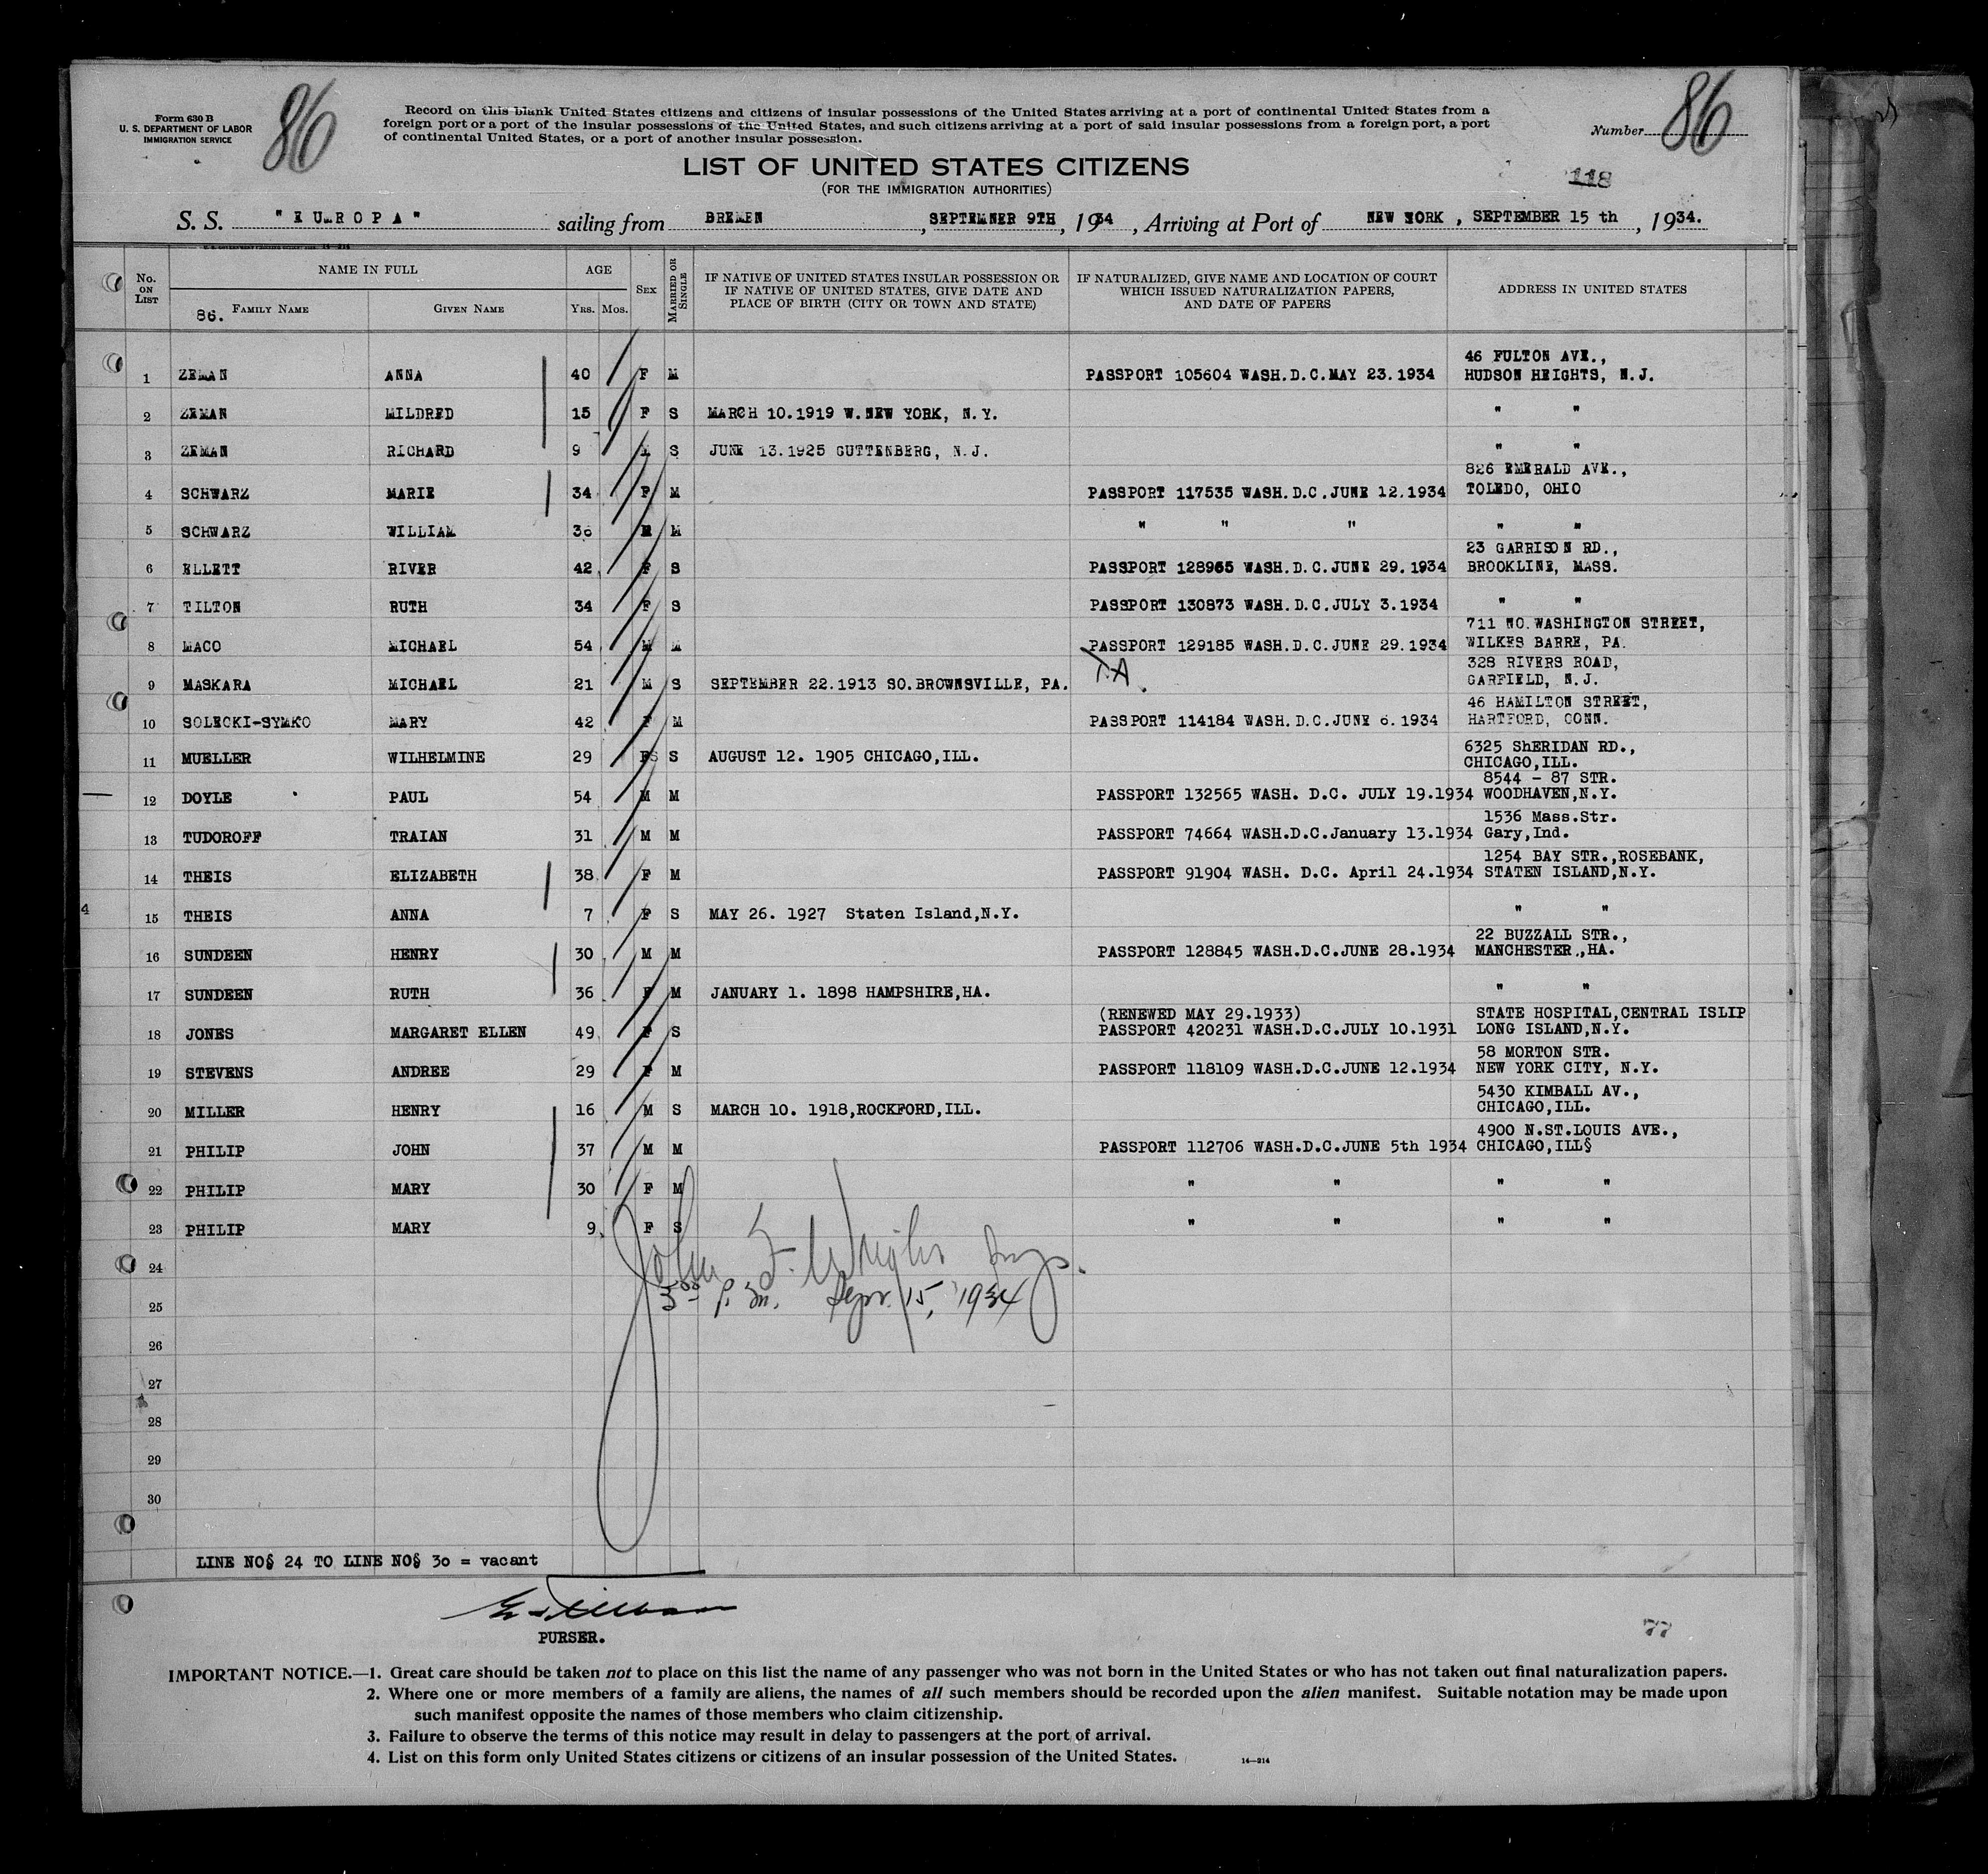 Form 630 B
U. S. DEPARTMENT OF LABOR
IMMIGRATION SERVICE
86
Record on this blank United States citizens and citizens of insular possessions of the United States arriving at a port of continental United States from a
foreign port or a port of the insular possessions of the United States, and such citizens arriving at a port of said insular possessions from a foreign port, a port
of continental United States, or a port of another insular possession.
Number 86
LIST OF UNITED STATES CITIZENS
(FOR THE IMMIGRATION AUTHORITIES)
118
S. S. "EUROPA" sailing from BREMEN, SEPTEMNER 9TH, 1934, Arriving at Port of NEW YORK, SEPTEMBER 15 th, 1934.
No. ON LIST NAME IN FULL AGE SEX MARRIED OR SINGLE IF NATIVE OF UNITED STATES INSULAR POSSESSION OR IF NATIVE OF UNITED STATES, GIVE DATE AND PLACE OF BIRTH (CITY OR TOWN AND STATE) IF NATURALIZED, GIVE NAME AND LOCATION OF COURT WHICH ISSUED NATURALIZATION PAPERS, AND DATE OF PAPERS ADDRESS IN UNITED STATES
86. FAMILY NAME GIVEN NAME YRS. MOS.
46 FULTON AVE.,
1 ZEMAN ANNA 40 F M PASSPORT 105604 WASH.D.C.MAY 23.1934 HUDSON HEIGHTS, N.J.
2 ZEMAN MILDRED 15 F S MARCH 10.1919 W.NEW YORK, N.Y. " "
3 ZEMAN RICHARD 9 M S JUNE 13.1925 GUTTENBERG, N.J. " "
826 EMERALD AVE.,
4 SCHWARZ MARIE 34 F M PASSPORT 117535 WASH.D.C.JUNE 12.1934 TOLEDO, OHIO
5 SCHWARZ WILLIAM 36 M M " " " " "
23 GARRISON RD.,
6 ELLETT RIVER 42 F S PASSPORT 128965 WASH.D.C.JUNE 29.1934 BROOKLINE, MASS.
7 TILTON RUTH 34 F S PASSPORT 130873 WASH.D.C.JULY 3.1934 " "
711 NO.WASHINGTON STREET,
8 MACO MICHAEL 54 M M PASSPORT 129185 WASH.D.C.JUNE 29.1934 WILKES BARRE, PA.
328 RIVERS ROAD,
9 MASKARA MICHAEL 21 M S SEPTEMBER 22.1913 SO.BROWNSVILLE, PA. T.A. GARFIELD, N.J.
46 HAMILTON STREET,
10 SOLECKI-SYMKO MARY 42 F M PASSPORT 114184 WASH.D.C.JUNE 6.1934 HARTFORD, CONN.
6325 ShERIDAN RD.,
11 MUELLER WILHELMINE 29 FS S AUGUST 12. 1905 CHICAGO,ILL. CHICAGO,ILL.
8544 - 87 STR.
12 DOYLE PAUL 54 M M PASSPORT 132565 WASH. D.C. JULY 19.1934 WOODHAVEN,N.Y.
1536 Mass.Str.
13 TUDOROFF TRAIAN 31 M M PASSPORT 74664 WASH.D.C.January 13.1934 Gary,Ind.
1254 BAY STR.,ROSEBANK,
14 THEIS ELIZABETH 38 F M PASSPORT 91904 WASH. D.C. April 24.1934 STATEN ISLAND,N.Y.
4
15 THEIS ANNA 7 F S MAY 26. 1927 Staten Island,N.Y. " "
22 BUZZALL STR.,
16 SUNDEEN HENRY 30 M M PASSPORT 128845 WASH.D.C.JUNE 28.1934 MANCHESTER.,HA.
17 SUNDEEN RUTH 36 F M JANUARY 1. 1898 HAMPSHIRE,HA. " "
(RENEWED MAY 29.1933) STATE HOSPITAL,CENTRAL ISLIP
18 JONES MARGARET ELLEN 49 F S PASSPORT 420231 WASH.D.C.JULY 10.1931 LONG ISLAND,N.Y.
58 MORTON STR.
19 STEVENS ANDREE 29 F M PASSPORT 118109 WASH.D.C.JUNE 12.1934 NEW YORK CITY, N.Y.
5430 KIMBALL AV.,
20 MILLER HENRY 16 M S MARCH 10. 1918,ROCKFORD,ILL. CHICAGO,ILL.
4900 N.ST.LOUIS AVE.,
21 PHILIP JOHN 37 M M PASSPORT 112706 WASH.D.C.JUNE 5th 1934 CHICAGO,ILL§
22 PHILIP MARY 30 F M " " " "
23 PHILIP MARY 9 F S " " " "
24 John F. Wright Insp.
25 3 00 P. M. Sept. 15, 1934
26
27
28
29
30
LINE NO§ 24 TO LINE NO§ 3o = vacant
PURSER.
77
IMPORTANT NOTICE.—1. Great care should be taken not to place on this list the name of any passenger who was not born in the United States or who has not taken out final naturalization papers.
2. Where one or more members of a family are aliens, the names of all such members should be recorded upon the alien manifest. Suitable notation may be made upon
such manifest opposite the names of those members who claim citizenship.
3. Failure to observe the terms of this notice may result in delay to passengers at the port of arrival.
4. List on this form only United States citizens or citizens of an insular possession of the United States. 14—214